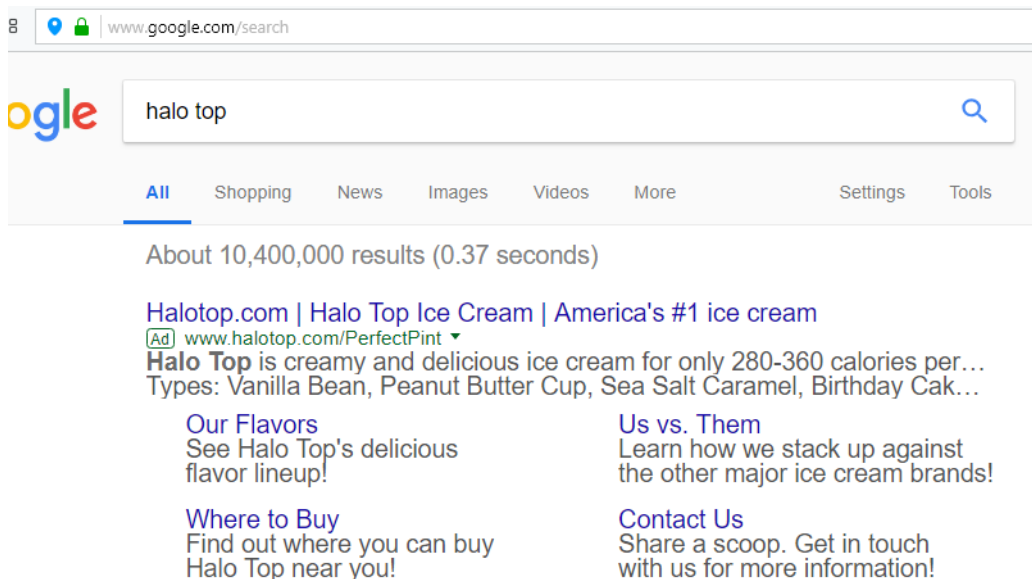 www.google.com/search
ogle
halo top
All Shopping News Images Videos More Settings Tools
About 10,400,000 results (0.37 seconds)
Halotop.com | Halo Top Ice Cream | America's #1 ice cream
Ad www.halotop.com/PerfectPint
Halo Top is creamy and delicious ice cream for only 280-360 calories per...
Types: Vanilla Bean, Peanut Butter Cup, Sea Salt Caramel, Birthday Cak...
Our Flavors
See Halo Top's delicious
flavor lineup!
Us vs. Them
Learn how we stack up against
the other major ice cream brands!
Where to Buy
Find out where you can buy
Halo Top near you!
Contact Us
Share a scoop. Get in touch
with us for more information!